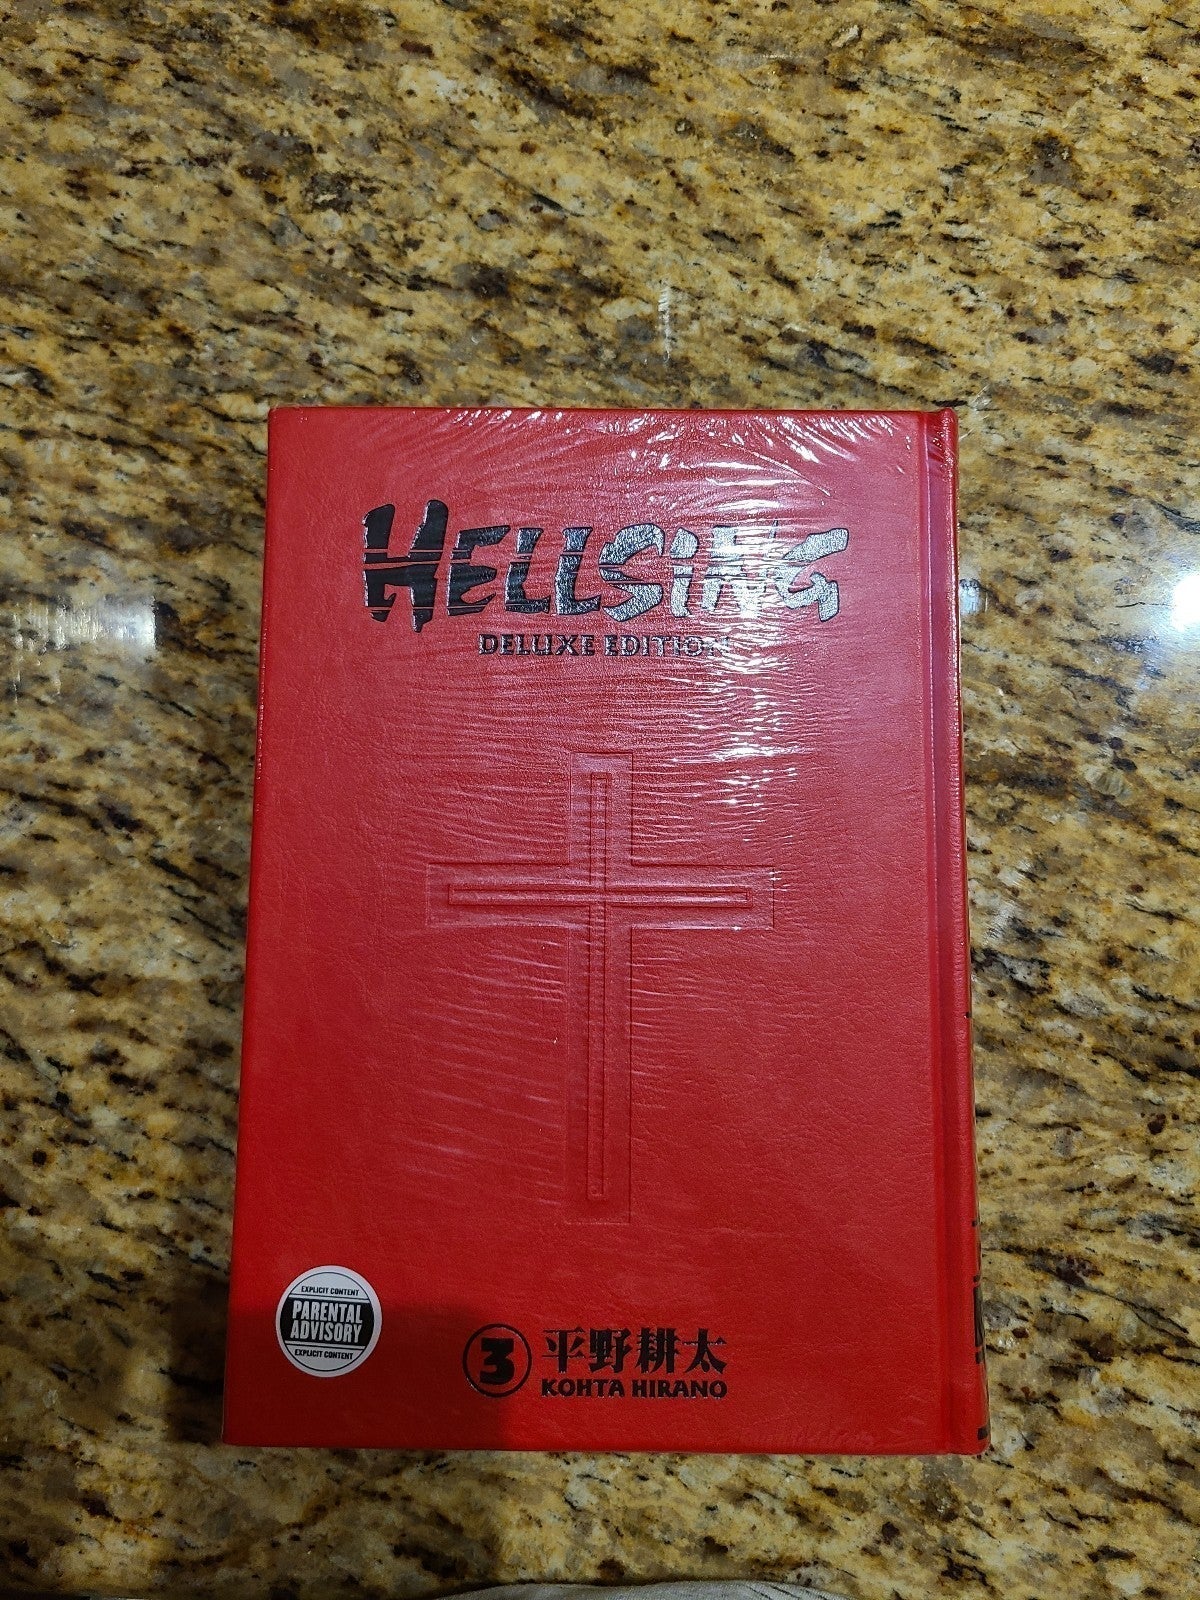 HELLSiNG
DELUXE EDITION
EXPLICIT CONTENT
PARENTAL
ADVISORY
EXPLICIT CONTENT
3
平野耕太
KOHTA HIRANO